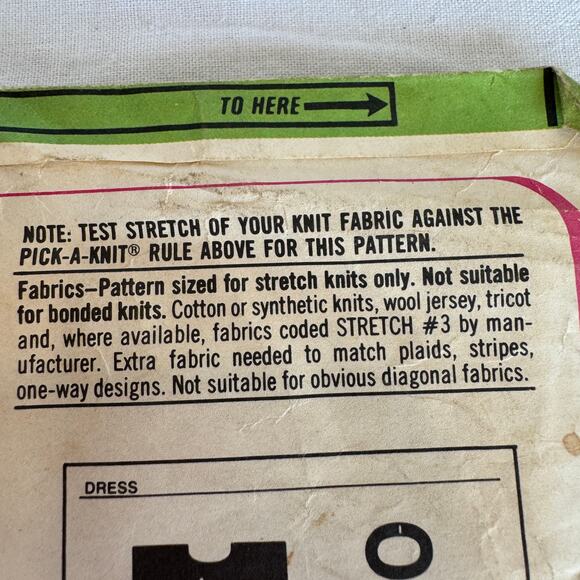 TO HERE
NOTE: TEST STRETCH OF YOUR KNIT FABRIC AGAINST THE
PICK-A-KNIT® RULE ABOVE FOR THIS PATTERN.
Fabrics—Pattern sized for stretch knits only. Not suitable
for bonded knits. Cotton or synthetic knits, wool jersey, tricot
and, where available, fabrics coded STRETCH #3 by man-
ufacturer. Extra fabric needed to match plaids, stripes,
one-way designs. Not suitable for obvious diagonal fabrics.
DRESS